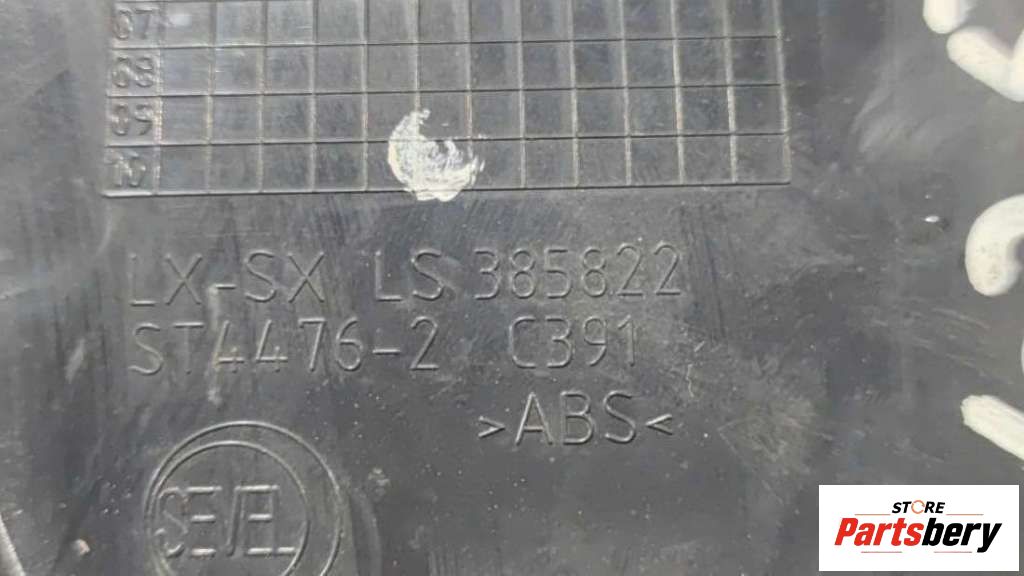 07
08
09
10
LX-SX LS 385822
ST4476-2 C391
>ABS<
SEVEL
STORE
Partsbery